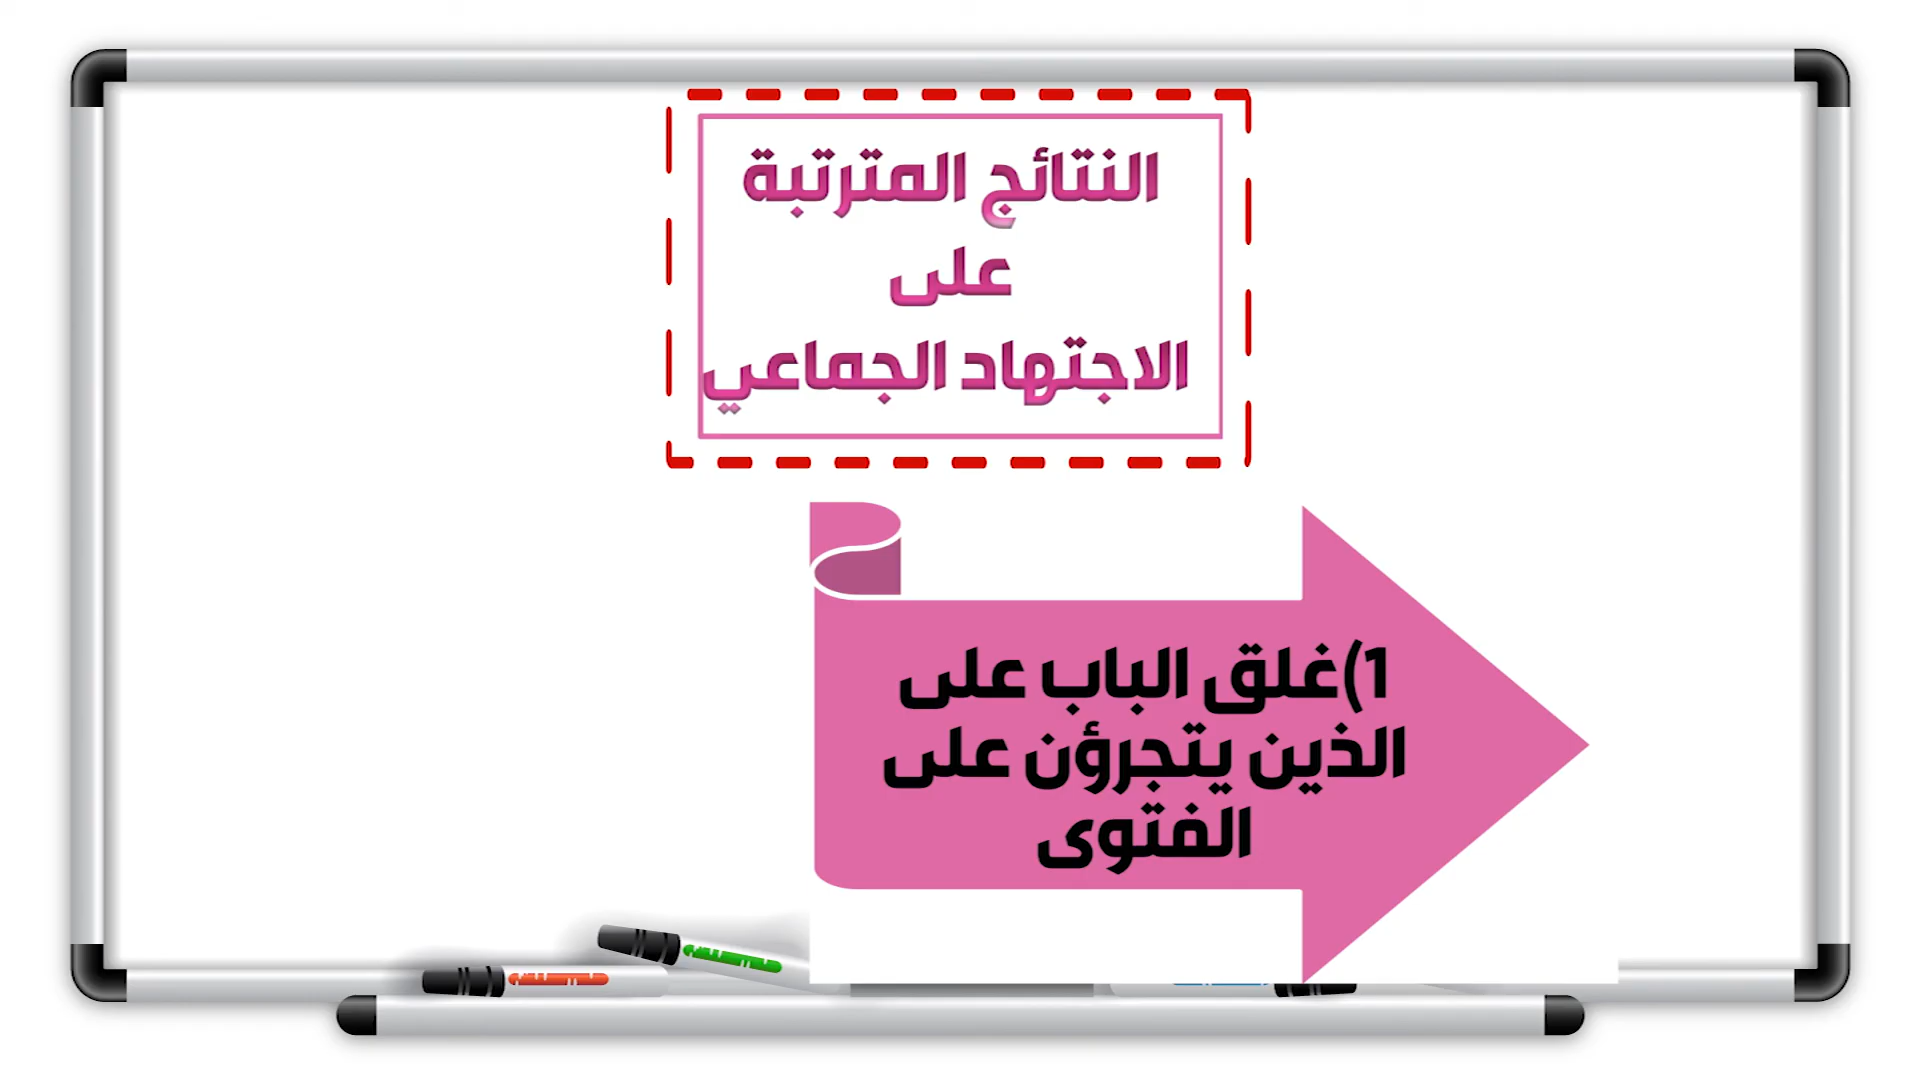 النتائج المترتبة
على
الاجتهاد الجماعي
1)غلق الباب على
الذين يتجرؤن على
الفتوى